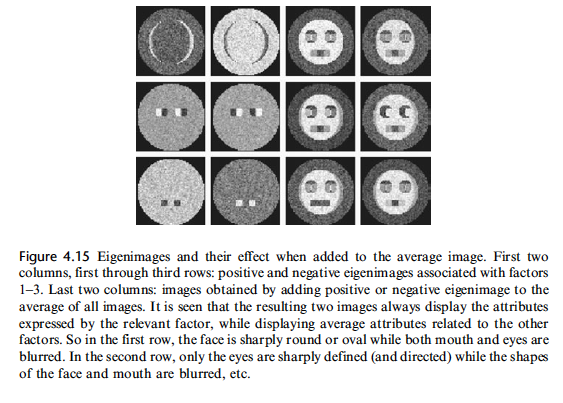 Figure 4.15 Eigenimages and their effect when added to the average image. First two
columns, first through third rows: positive and negative eigenimages associated with factors
1–3. Last two columns: images obtained by adding positive or negative eigenimage to the
average of all images. It is seen that the resulting two images always display the attributes
expressed by the relevant factor, while displaying average attributes related to the other
factors. So in the first row, the face is sharply round or oval while both mouth and eyes are
blurred. In the second row, only the eyes are sharply defined (and directed) while the shapes
of the face and mouth are blurred, etc.